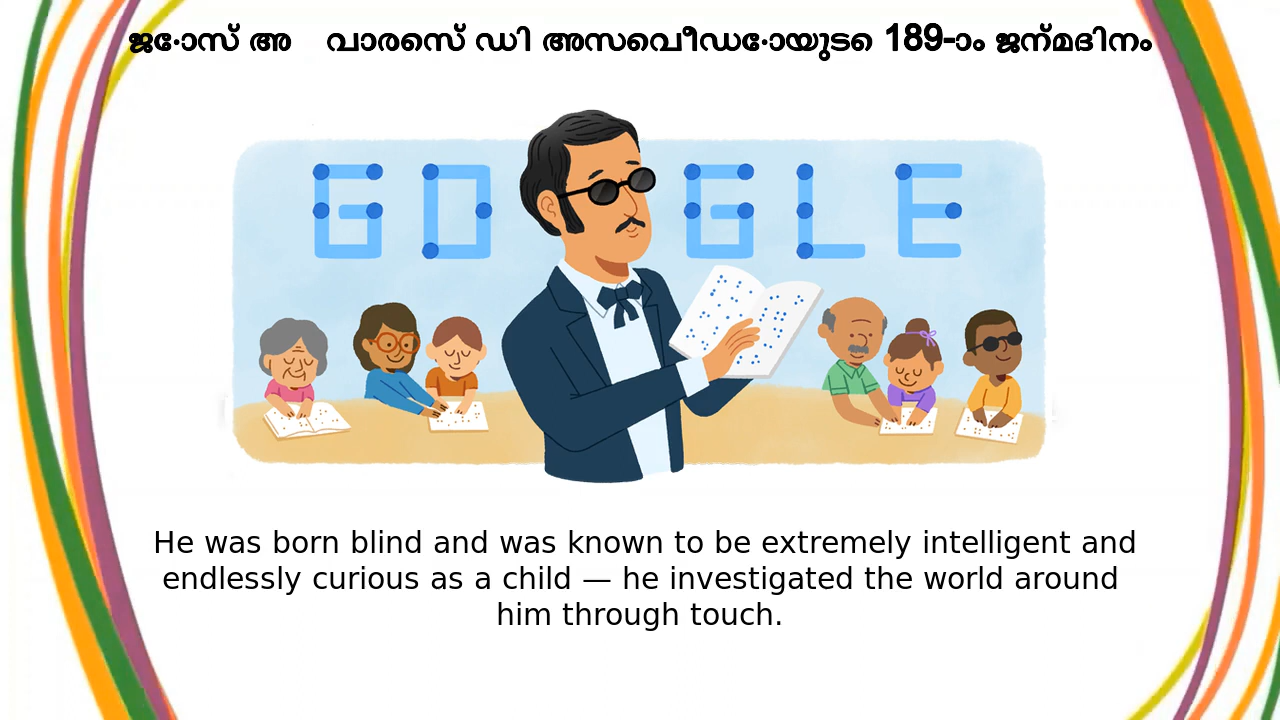 ജോസ് അ വാരസെ് ഡി അസവെീഡോയുടെ 189-ാം ജന്മദിനം
GOOGLE
He was born blind and was known to be extremely intelligent and
endlessly curious as a child — he investigated the world around
him through touch.